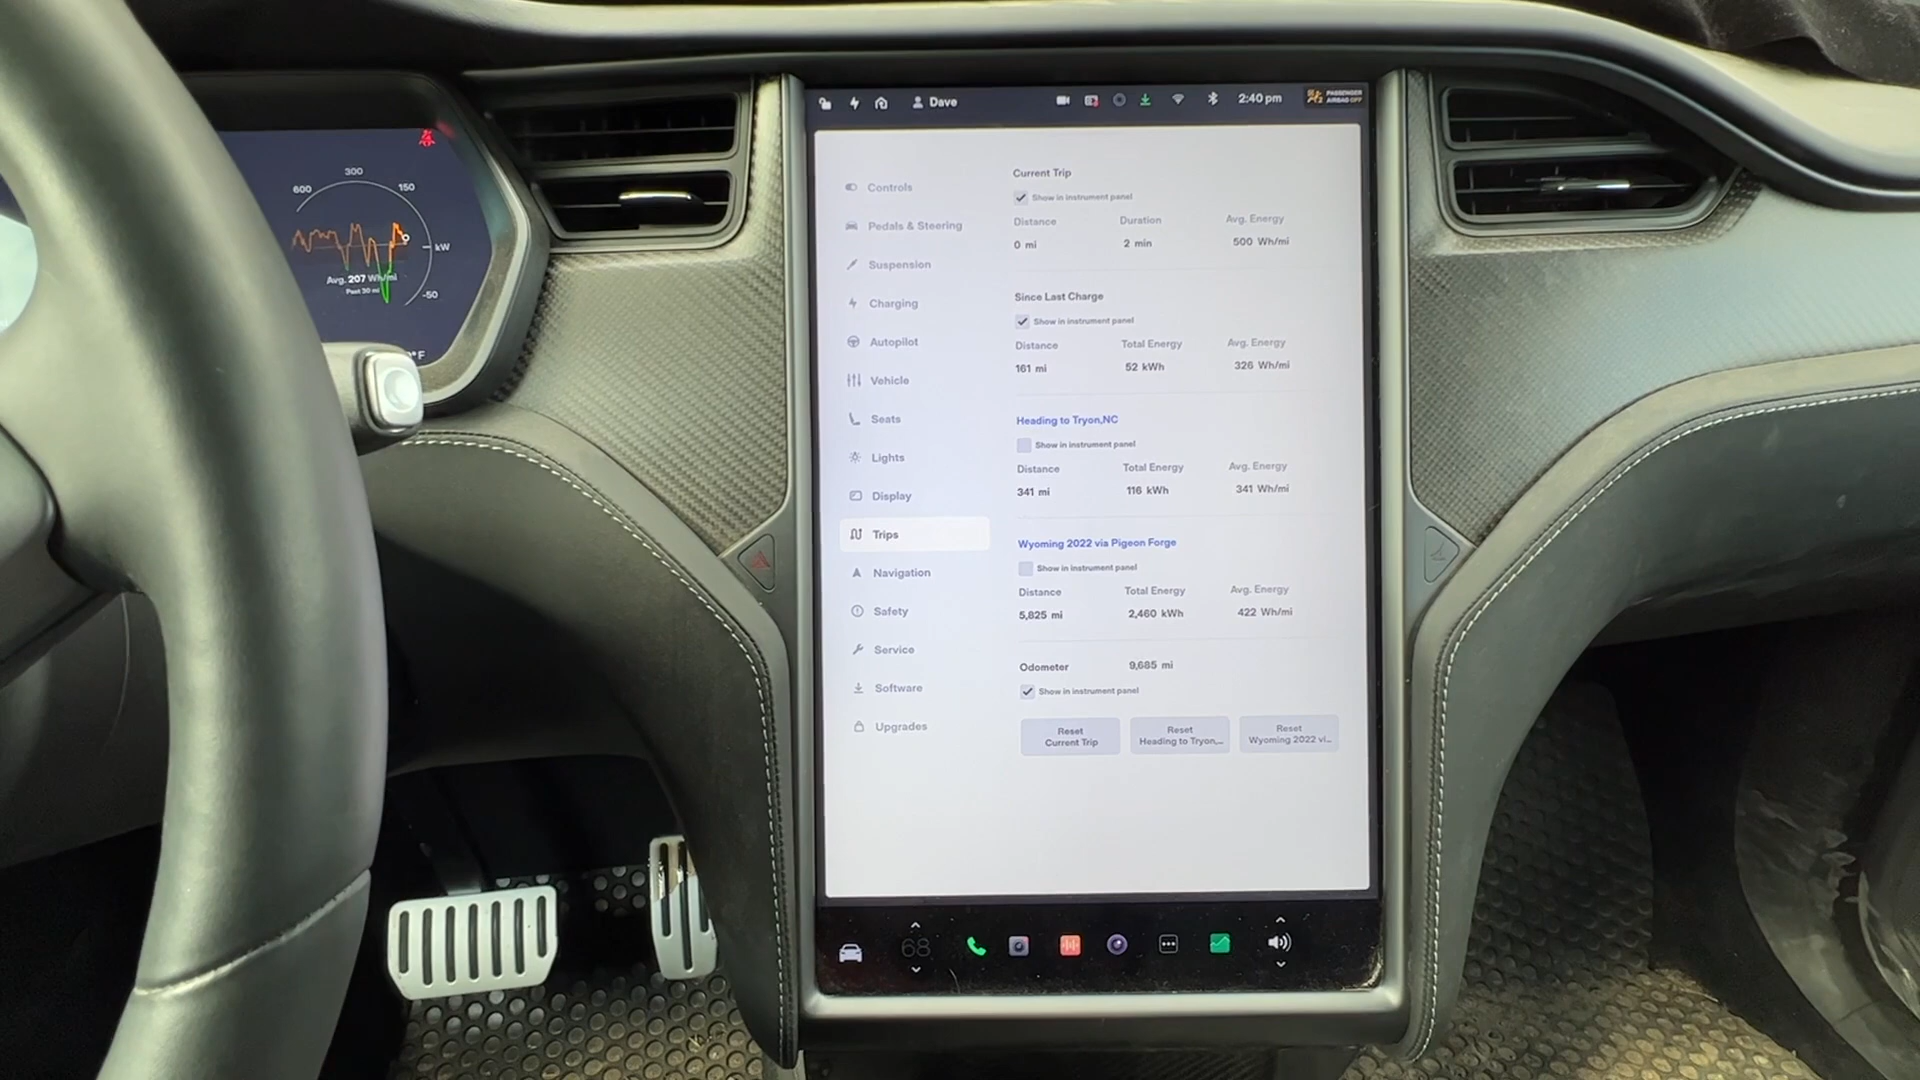 Dave
2:40 pm
PASSENGER
AIRBAG OFF
600
300
150
kW
Avg. 207 Wh/mi
Past 30 mi
-50
°F
Controls
Pedals & Steering
Suspension
Charging
Autopilot
Vehicle
Seats
Lights
Display
Trips
Navigation
Safety
Service
Software
Upgrades
Current Trip
Show in instrument panel
Distance Duration Avg. Energy
0 mi 2 min 500 Wh/mi
Since Last Charge
Show in instrument panel
Distance Total Energy Avg. Energy
161 mi 52 kWh 326 Wh/mi
Heading to Tryon,NC
Show in instrument panel
Distance Total Energy Avg. Energy
341 mi 116 kWh 341 Wh/mi
Wyoming 2022 via Pigeon Forge
Show in instrument panel
Distance Total Energy Avg. Energy
5,825 mi 2,460 kWh 422 Wh/mi
Odometer 9,685 mi
Show in instrument panel
Reset
Current Trip
Reset
Heading to Tryon,...
Reset
Wyoming 2022 vi...
68